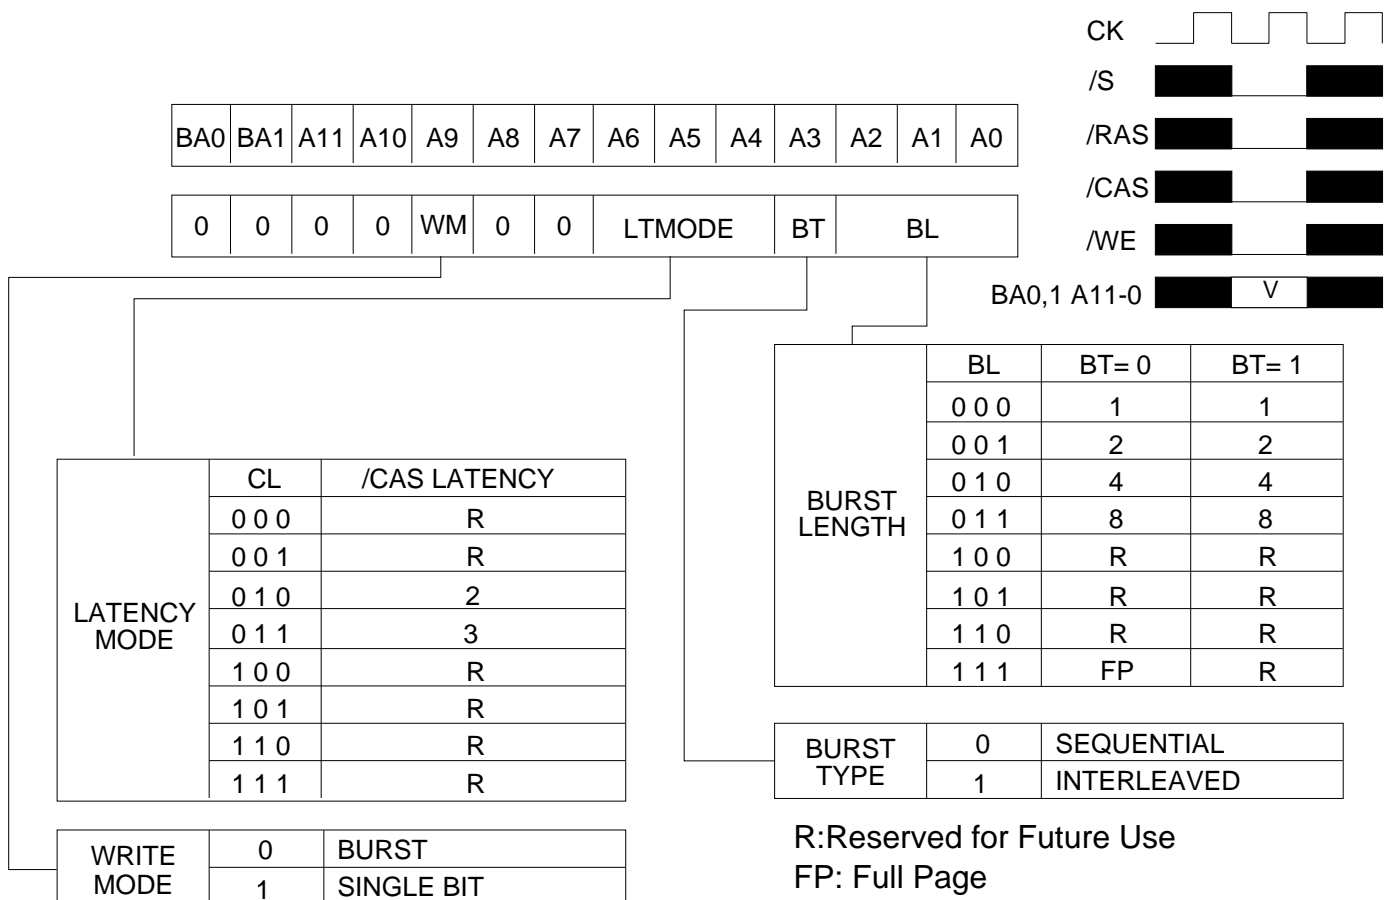 CK
/S
/RAS
/CAS
/WE
BA0,1 A11-0 V
BA0 BA1 A11 A10 A9 A8 A7 A6 A5 A4 A3 A2 A1 A0
0 0 0 0 WM 0 0 LTMODE BT BL
BURST LENGTH
BL BT= 0 BT= 1
0 0 0 1 1
0 0 1 2 2
0 1 0 4 4
0 1 1 8 8
1 0 0 R R
1 0 1 R R
1 1 0 R R
1 1 1 FP R
LATENCY MODE
CL /CAS LATENCY
0 0 0 R
0 0 1 R
0 1 0 2
0 1 1 3
1 0 0 R
1 0 1 R
1 1 0 R
1 1 1 R
BURST TYPE
0 SEQUENTIAL
1 INTERLEAVED
WRITE MODE
0 BURST
1 SINGLE BIT
R:Reserved for Future Use
FP: Full Page